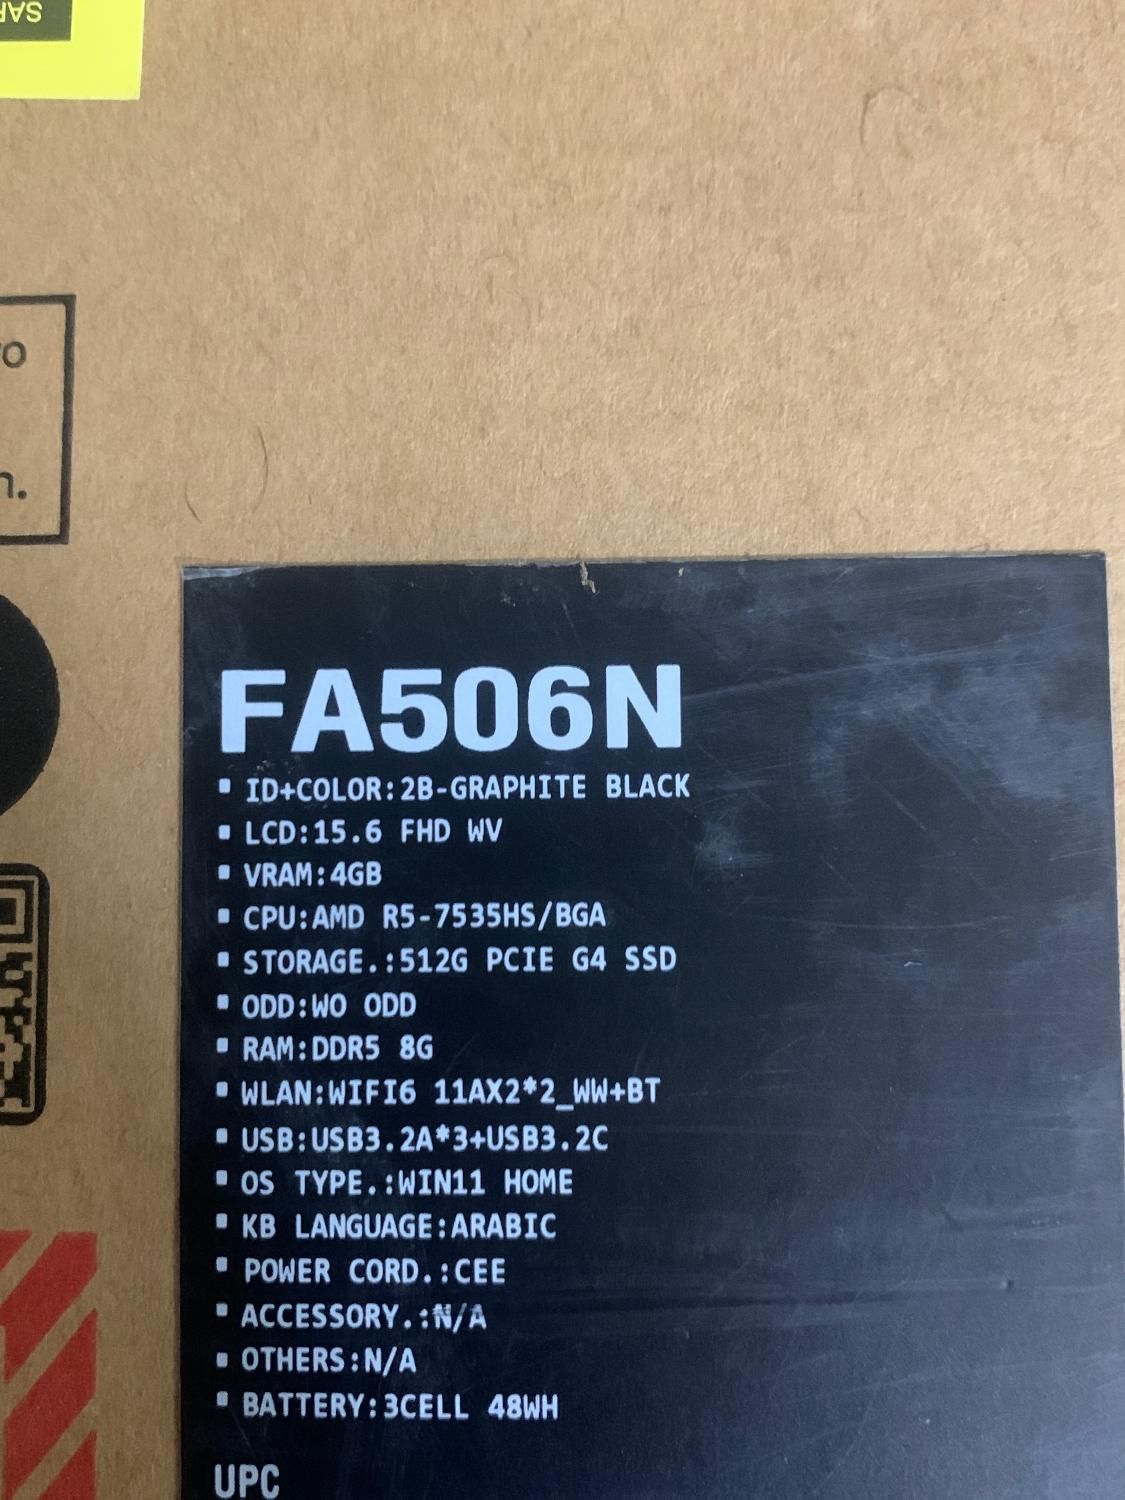 FA506N
▪ ID+COLOR:2B-GRAPHITE BLACK
▪ LCD:15.6 FHD WV
▪ VRAM:4GB
▪ CPU:AMD R5-7535HS/BGA
▪ STORAGE.:512G PCIE G4 SSD
▪ ODD:WO ODD
▪ RAM:DDR5 8G
▪ WLAN:WIFI6 11AX2*2_WW+BT
▪ USB:USB3.2A*3+USB3.2C
▪ OS TYPE.:WIN11 HOME
▪ KB LANGUAGE:ARABIC
▪ POWER CORD.:CEE
▪ ACCESSORY.:N/A
▪ OTHERS:N/A
▪ BATTERY:3CELL 48WH
UPC